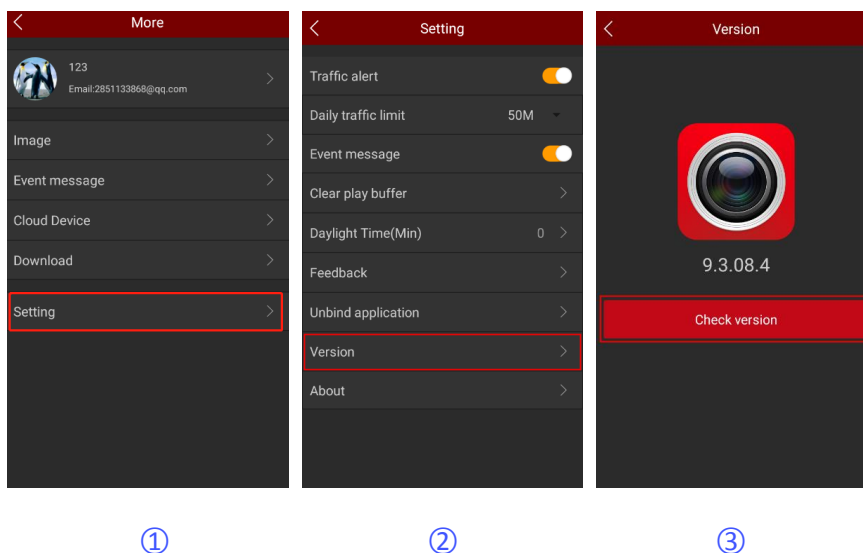 More
123
Email:2851133868@qq.com
Image
Event message
Cloud Device
Download
Setting
①
Setting
Traffic alert
Daily traffic limit 50M
Event message
Clear play buffer
Daylight Time(Min) 0
Feedback
Unbind application
Version
About
②
Version
9.3.08.4
Check version
③